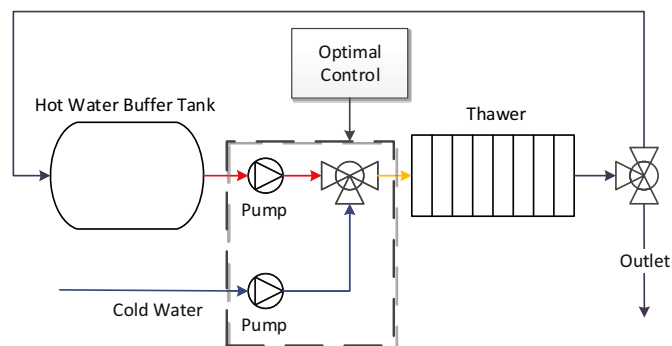 Optimal
Control
Hot Water Buffer Tank
Thawer
Pump
Outlet
Cold Water
Pump